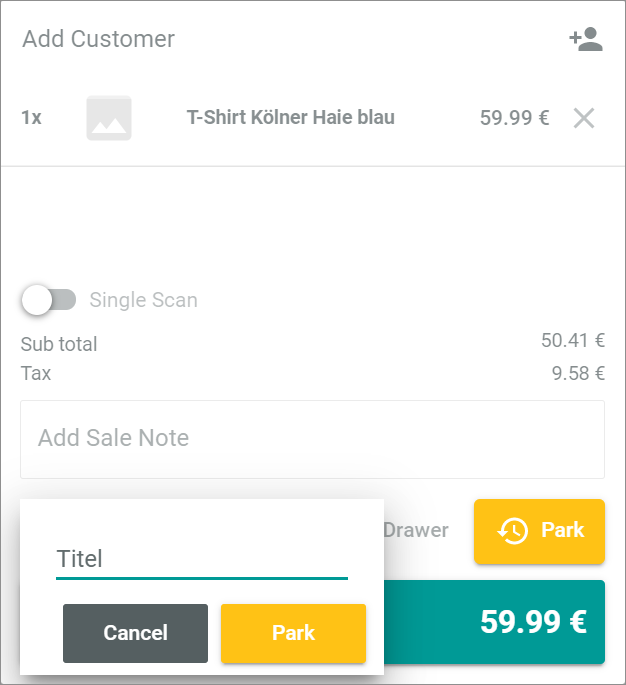 Add Customer
1x T-Shirt Kölner Haie blau 59.99 €
Single Scan
Sub total 50.41 €
Tax 9.58 €
Add Sale Note
Drawer Park
Titel
Cancel Park
59.99 €